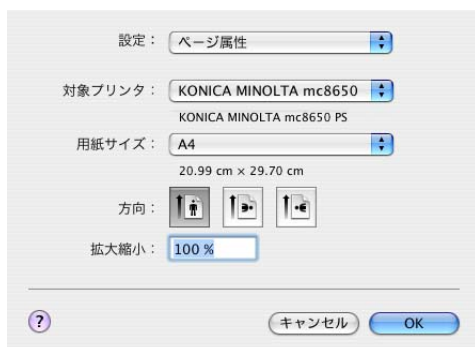 設定： ページ属性
対象プリンタ： KONICA MINOLTA mc8650
KONICA MINOLTA mc8650 PS
用紙サイズ： A4
20.99 cm × 29.70 cm
方向：
拡大縮小： 100 %
? キャンセル OK